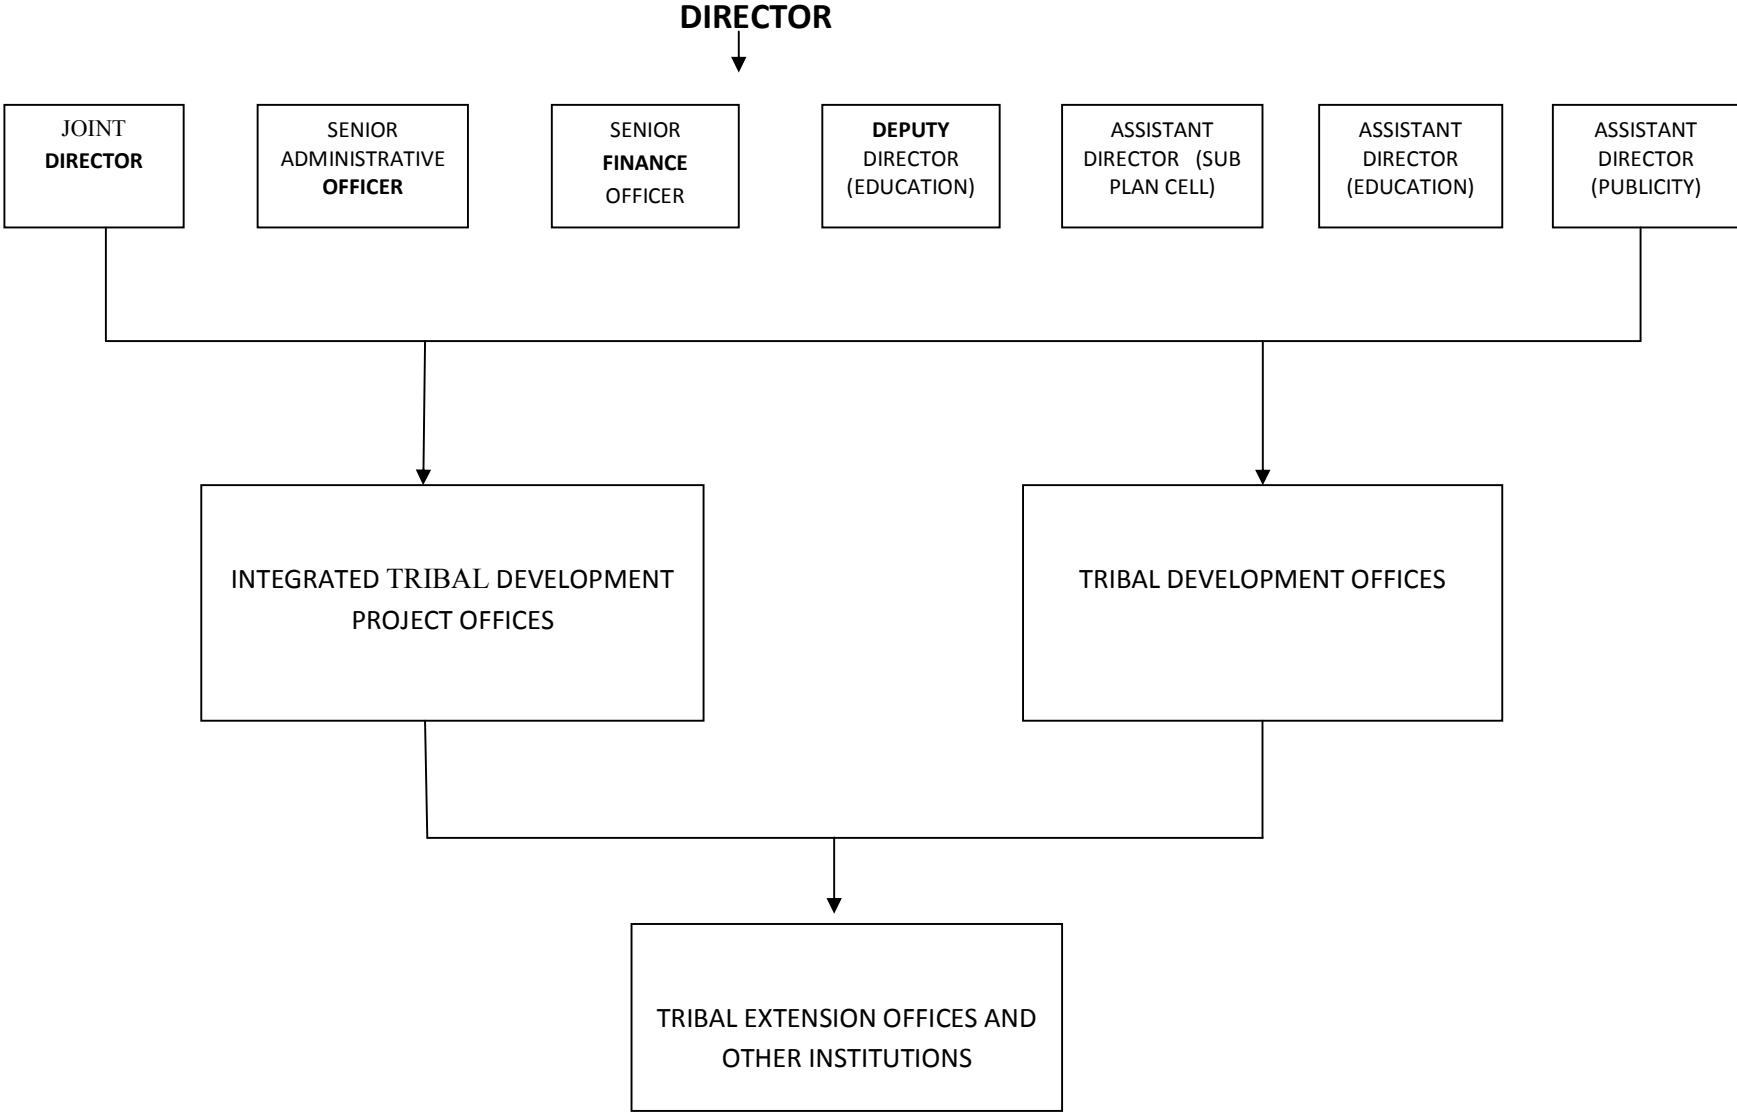 DIRECTOR
JOINT
DIRECTOR
SENIOR
ADMINISTRATIVE
OFFICER
SENIOR
FINANCE
OFFICER
DEPUTY
DIRECTOR
(EDUCATION)
ASSISTANT
DIRECTOR (SUB
PLAN CELL)
ASSISTANT
DIRECTOR
(EDUCATION)
ASSISTANT
DIRECTOR
(PUBLICITY)
INTEGRATED TRIBAL DEVELOPMENT
PROJECT OFFICES
TRIBAL DEVELOPMENT OFFICES
TRIBAL EXTENSION OFFICES AND
OTHER INSTITUTIONS